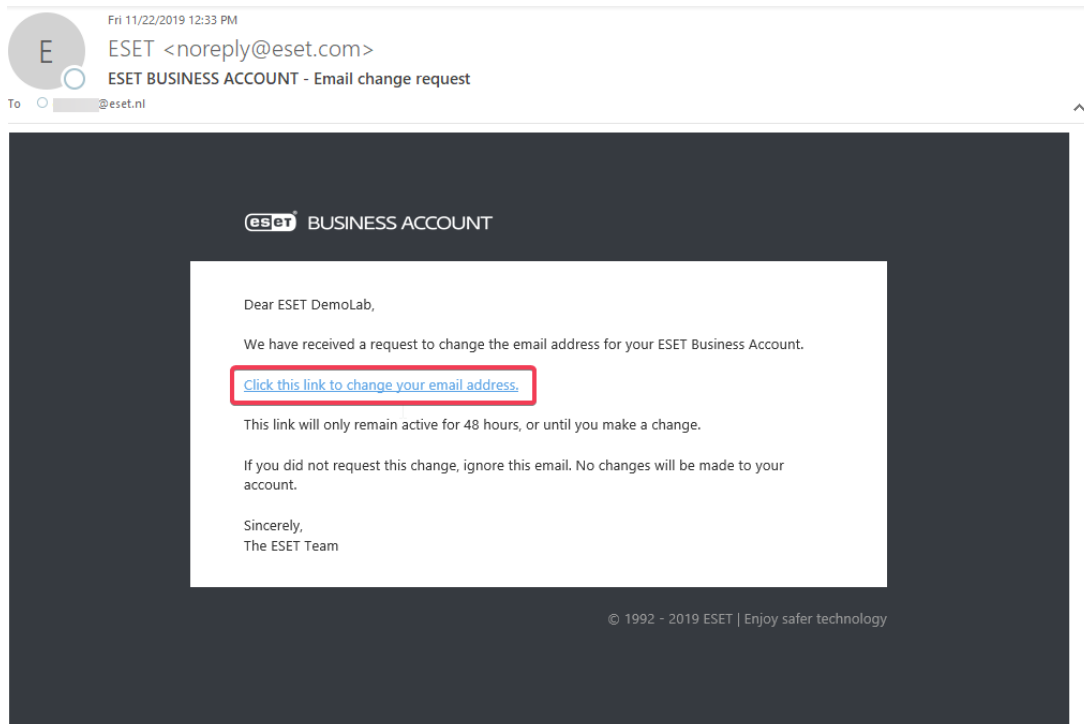 Fri 11/22/2019 12:33 PM
E
ESET <noreply@eset.com>
ESET BUSINESS ACCOUNT - Email change request
To @eset.nl
eset® BUSINESS ACCOUNT
Dear ESET DemoLab,
We have received a request to change the email address for your ESET Business Account.
Click this link to change your email address.
This link will only remain active for 48 hours, or until you make a change.
If you did not request this change, ignore this email. No changes will be made to your
account.
Sincerely,
The ESET Team
© 1992 - 2019 ESET | Enjoy safer technology